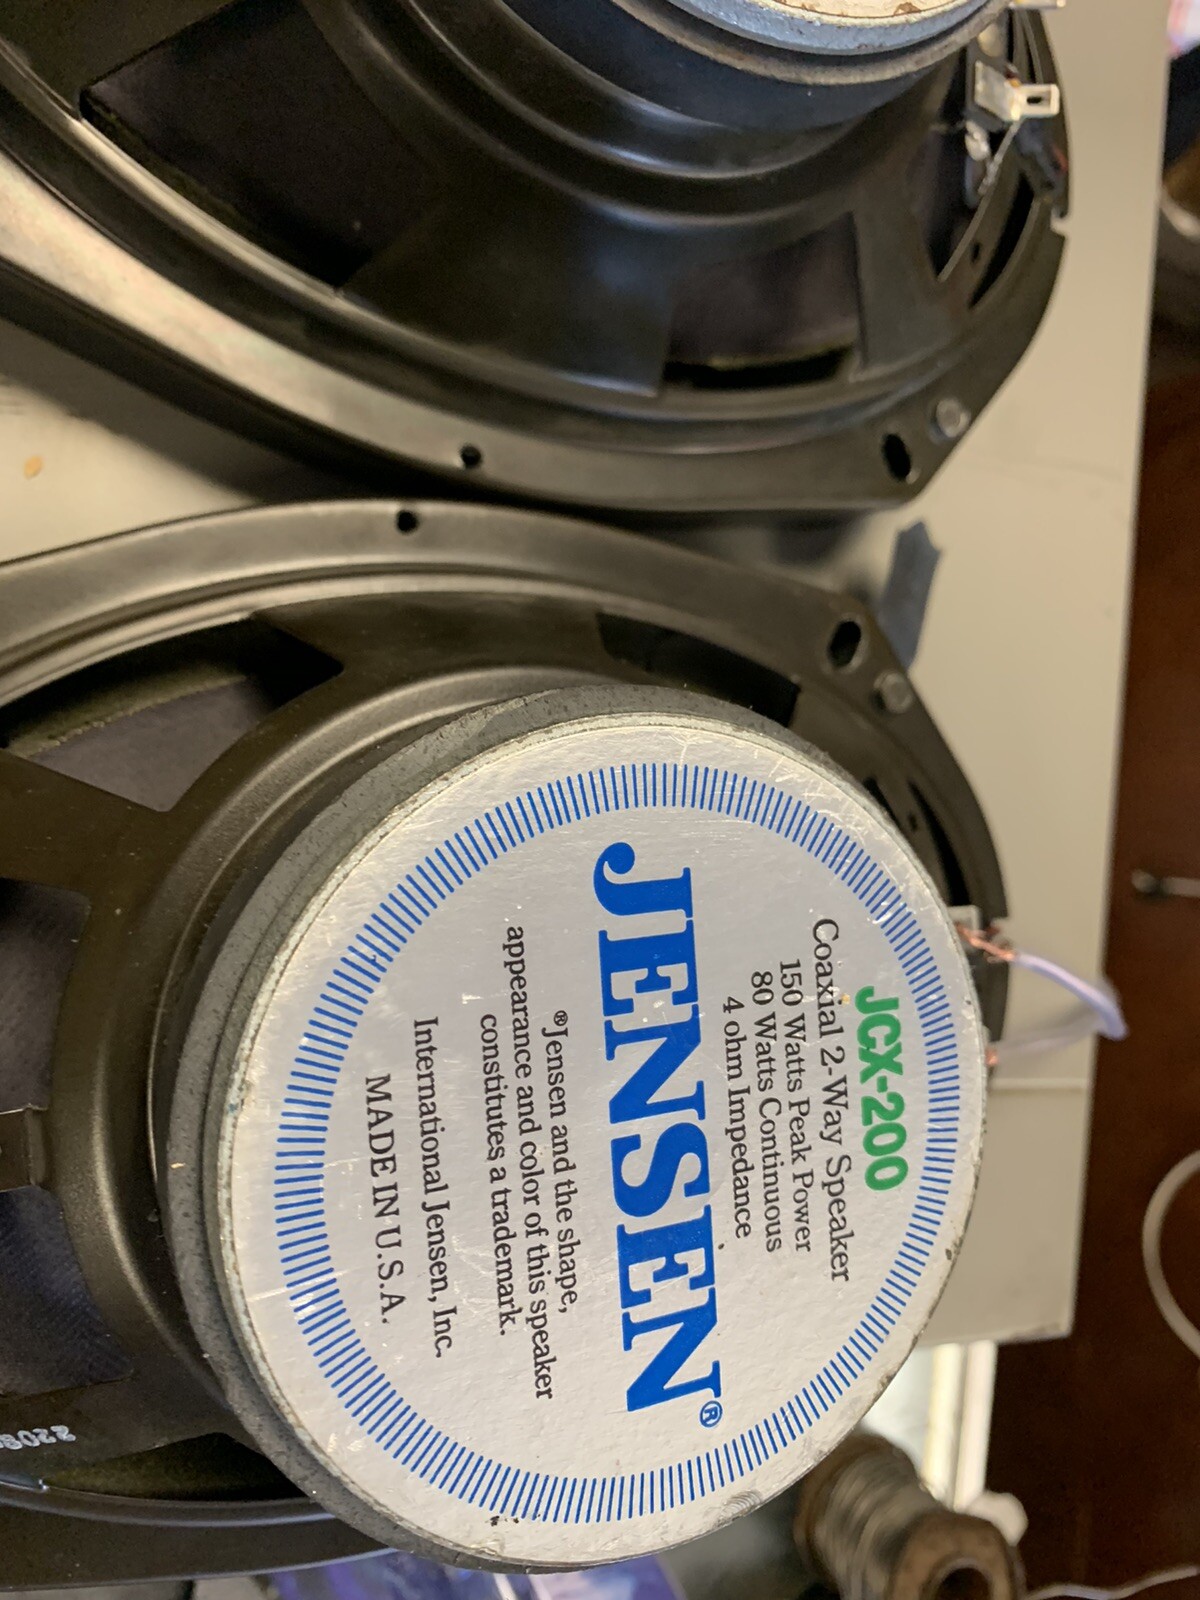 JCX-200
Coaxial 2-Way Speaker
150 Watts Peak Power
80 Watts Continuous
4 ohm Impedance
JENSEN®
®Jensen and the shape,
appearance and color of this speaker
constitutes a trademark.
International Jensen, Inc.
MADE IN U.S.A.